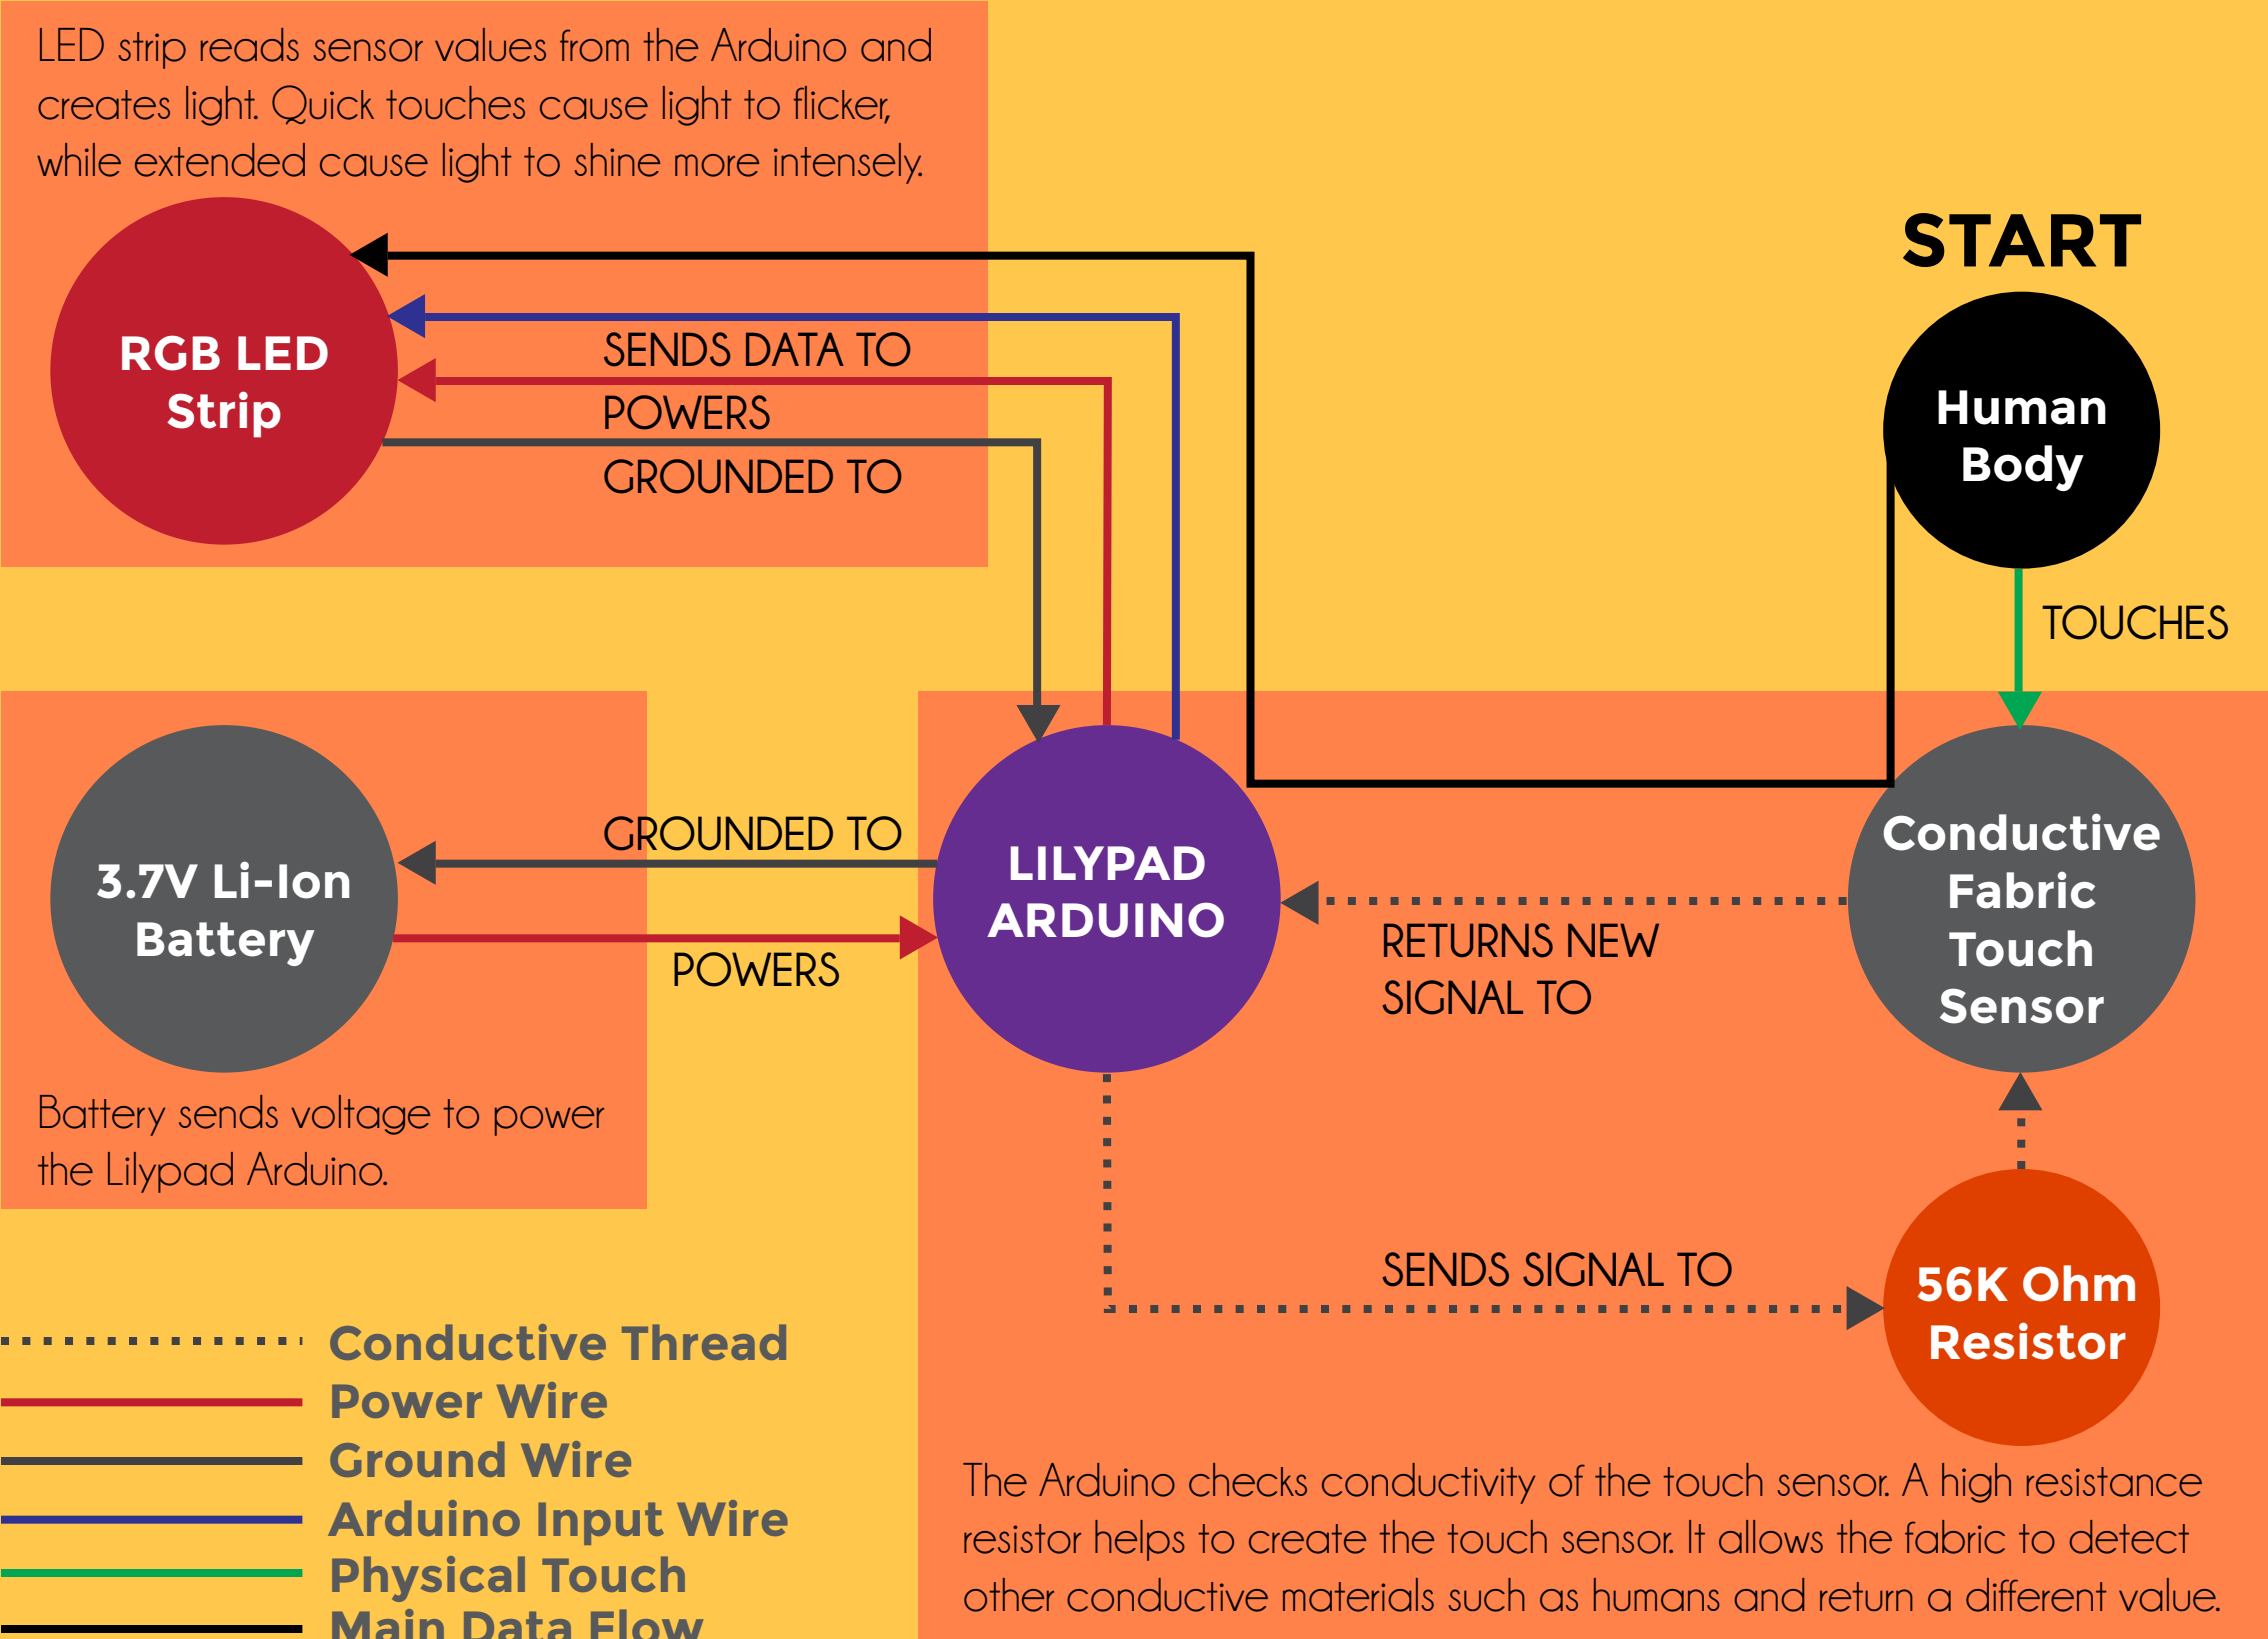 LED strip reads sensor values from the Arduino and
creates light. Quick touches cause light to flicker,
while extended cause light to shine more intensely.
START
RGB LED
Strip
SENDS DATA TO
POWERS
GROUNDED TO
Human
Body
TOUCHES
3.7V Li-Ion
Battery
GROUNDED TO
POWERS
LILYPAD
ARDUINO
RETURNS NEW
SIGNAL TO
Conductive
Fabric
Touch
Sensor
Battery sends voltage to power
the Lilypad Arduino.
SENDS SIGNAL TO
56K Ohm
Resistor
Conductive Thread
Power Wire
Ground Wire
Arduino Input Wire
Physical Touch
Main Data Flow
The Arduino checks conductivity of the touch sensor. A high resistance
resistor helps to create the touch sensor. It allows the fabric to detect
other conductive materials such as humans and return a different value.